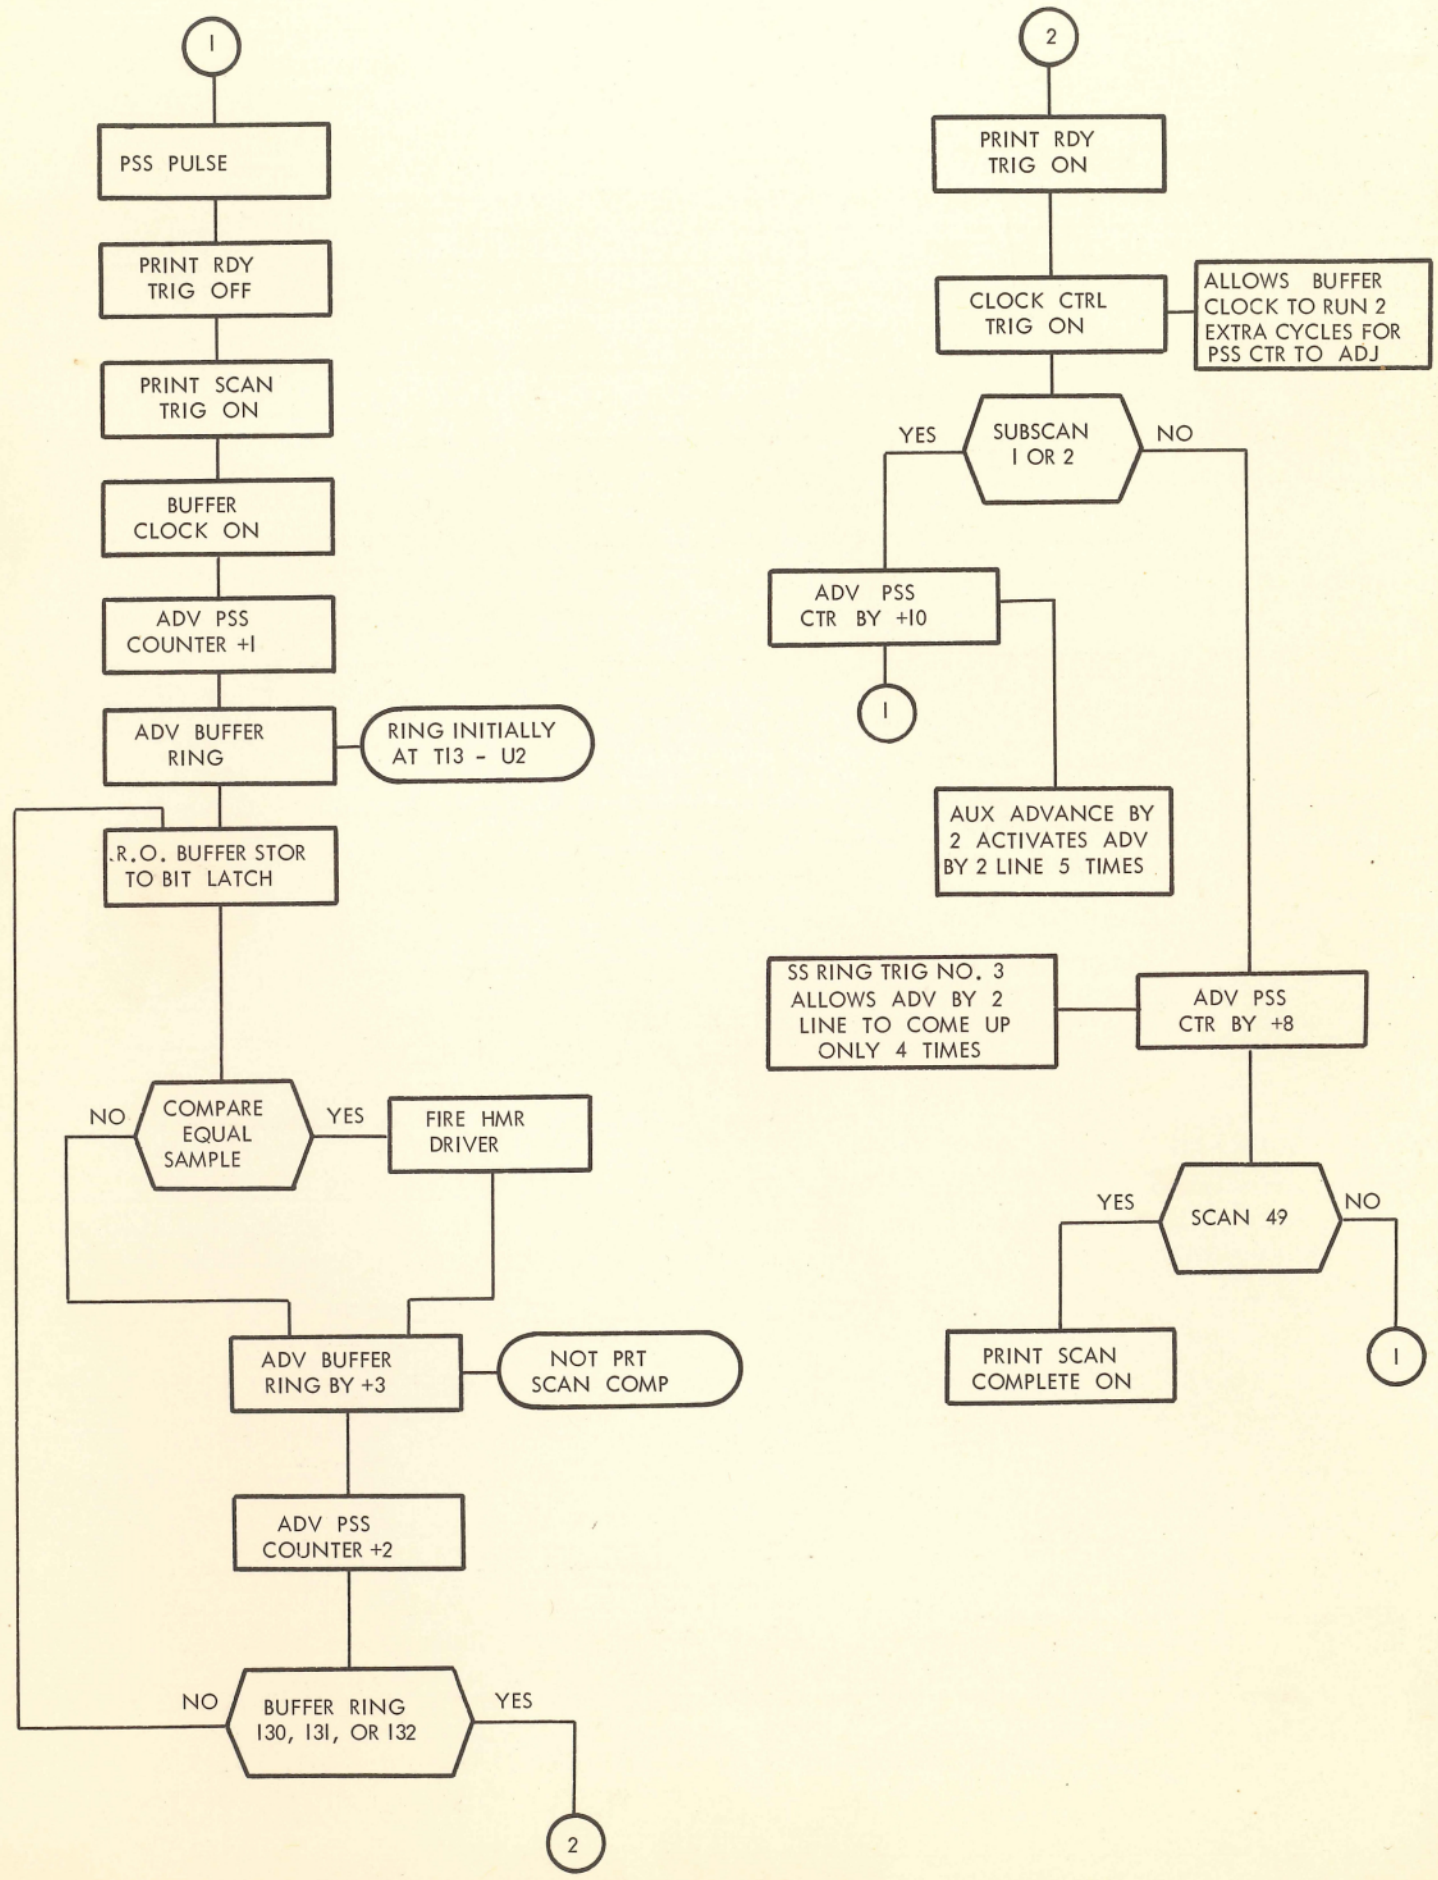 1
PSS PULSE
PRINT RDY
TRIG OFF
PRINT SCAN
TRIG ON
BUFFER
CLOCK ON
ADV PSS
COUNTER +1
ADV BUFFER
RING
RING INITIALLY
AT T13 - U2
R.O. BUFFER STOR
TO BIT LATCH
NO
COMPARE
EQUAL
SAMPLE
YES
FIRE HMR
DRIVER
ADV BUFFER
RING BY +3
NOT PRT
SCAN COMP
ADV PSS
COUNTER +2
NO
BUFFER RING
130, 131, OR 132
YES
2
2
PRINT RDY
TRIG ON
CLOCK CTRL
TRIG ON
ALLOWS BUFFER
CLOCK TO RUN 2
EXTRA CYCLES FOR
PSS CTR TO ADJ
YES
SUBSCAN
1 OR 2
NO
ADV PSS
CTR BY +10
1
AUX ADVANCE BY
2 ACTIVATES ADV
BY 2 LINE 5 TIMES
SS RING TRIG NO. 3
ALLOWS ADV BY 2
LINE TO COME UP
ONLY 4 TIMES
ADV PSS
CTR BY +8
YES
SCAN 49
NO
PRINT SCAN
COMPLETE ON
1